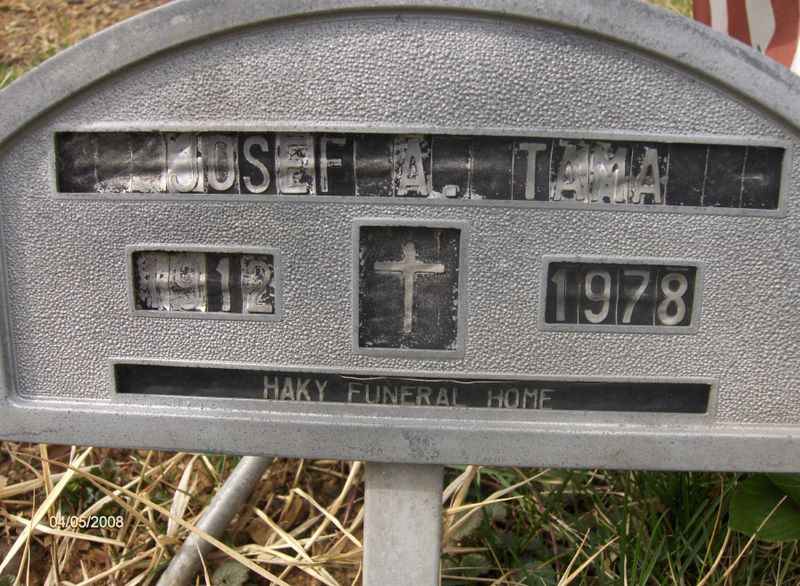 JOSEF A. TAMA
1912 1978
HAKY FUNERAL HOME
04/05/2008